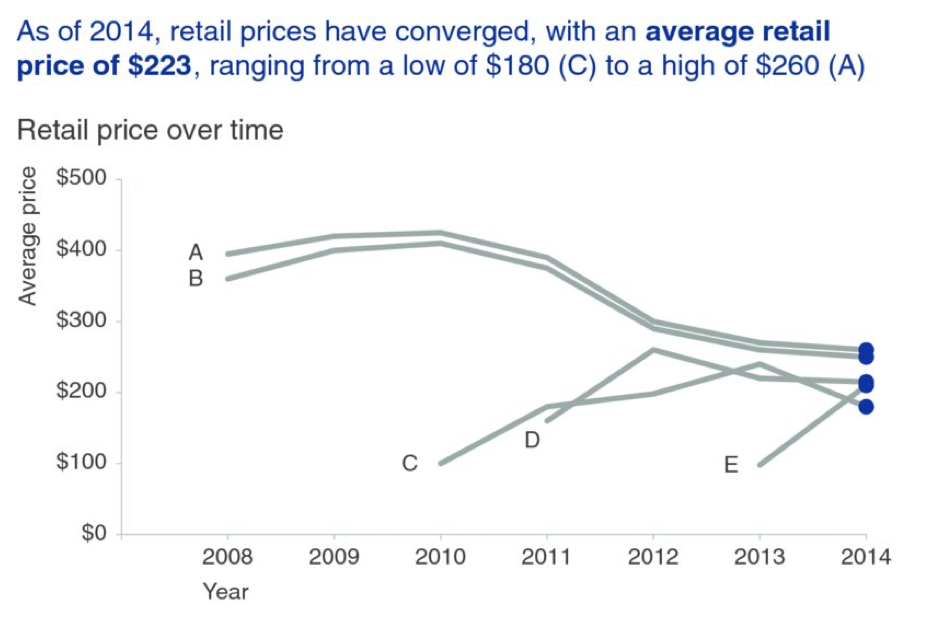 As of 2014, retail prices have converged, with an average retail
price of $223, ranging from a low of $180 (C) to a high of $260 (A)
Retail price over time
Average price
$500
$400
$300
$200
$100
$0
A
B
C
D
E
2008 2009 2010 2011 2012 2013 2014
Year